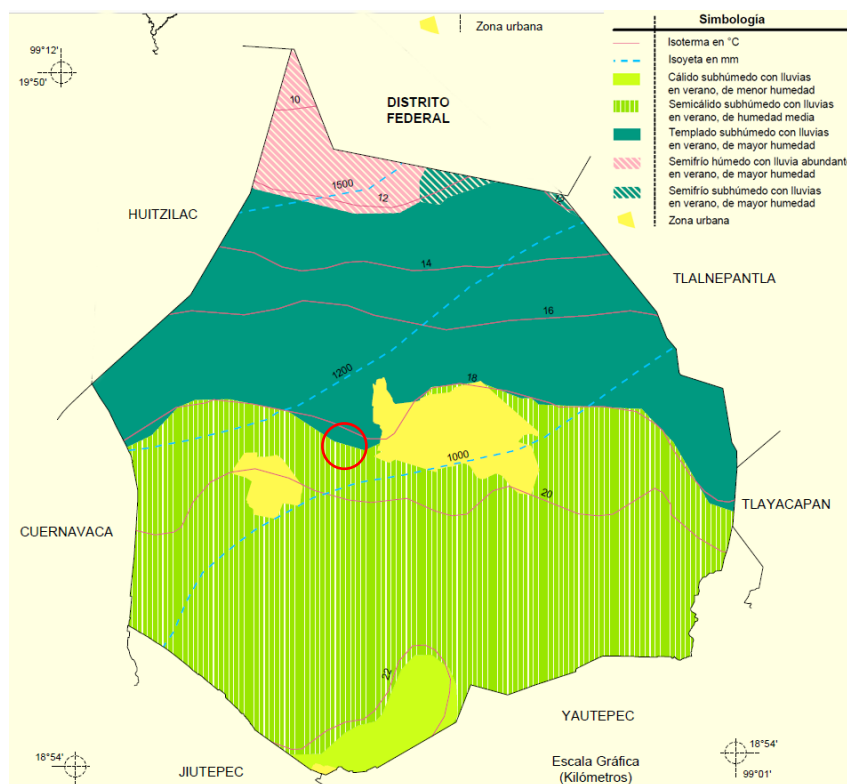 Zona urbana
Simbología
Isoterma en °C
Isoyeta en mm
Cálido subhúmedo con lluvias
en verano, de menor humedad
Semicálido subhúmedo con lluvias
en verano, de humedad media
Templado subhúmedo con lluvias
en verano, de mayor humedad
Semifrío húmedo con lluvia abundante
en verano, de mayor humedad
Semifrío subhúmedo con lluvias
en verano, de mayor humedad
Zona urbana
99°12'
19°50'
DISTRITO
FEDERAL
10
1500
12
HUITZILAC
14
TLALNEPANTLA
16
1200
18
1000
20
CUERNAVACA
TLAYACAPAN
22
YAUTEPEC
18°54'
JIUTEPEC
Escala Gráfica
(Kilómetros)
18°54'
99°01'